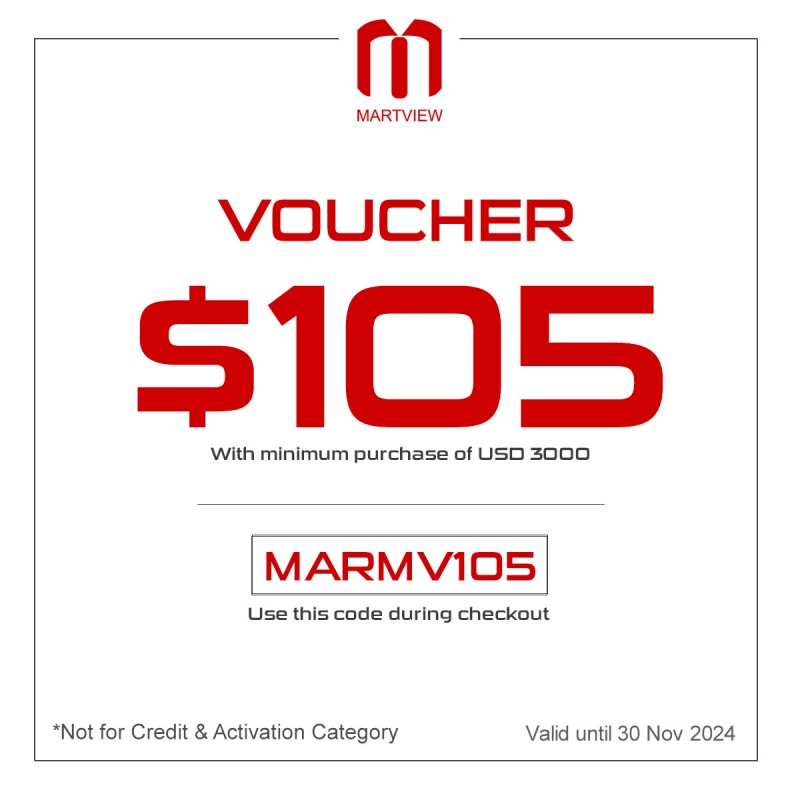 MARTVIEW
VOUCHER
$105
With minimum purchase of USD 3000
MARMV105
Use this code during checkout
*Not for Credit & Activation Category
Valid until 30 Nov 2024